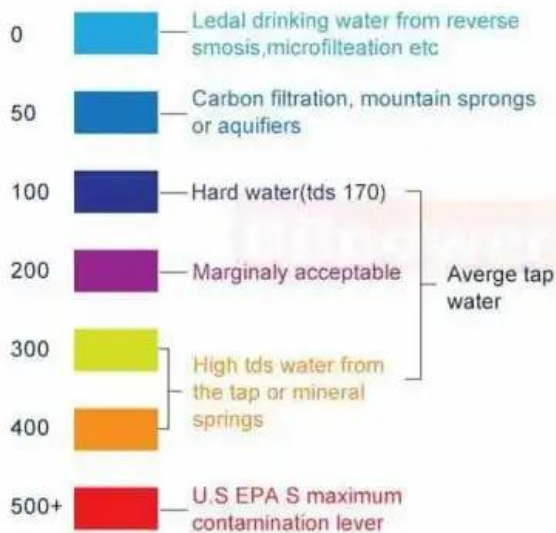 0
Ledal drinking water from reverse
smosis,microfilteation etc
50
Carbon filtration, mountain sprongs
or aquifiers
100
Hard water(tds 170)
200
Marginaly acceptable
Averge tap
water
300
High tds water from
the tap or mineral
springs
400
500+
U.S EPA S maximum
contamination lever